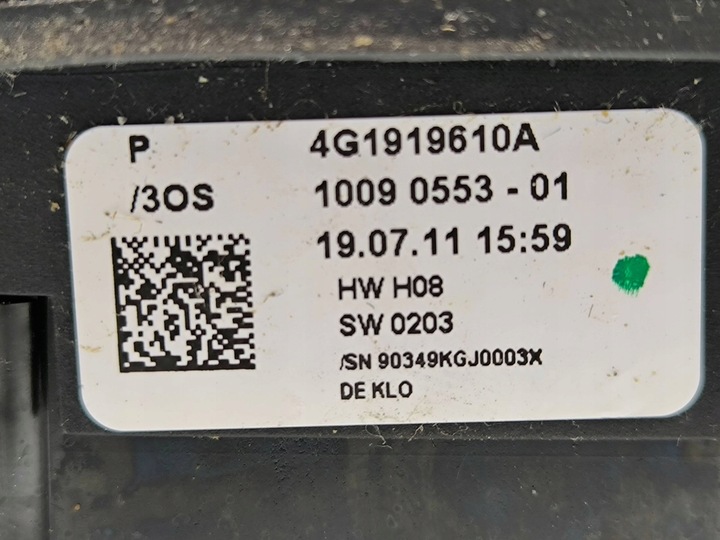 P 4G1919610A
/3OS 1009 0553 - 01
19.07.11 15:59
HW H08
SW 0203
/SN 90349KGJ0003X
DE KLO